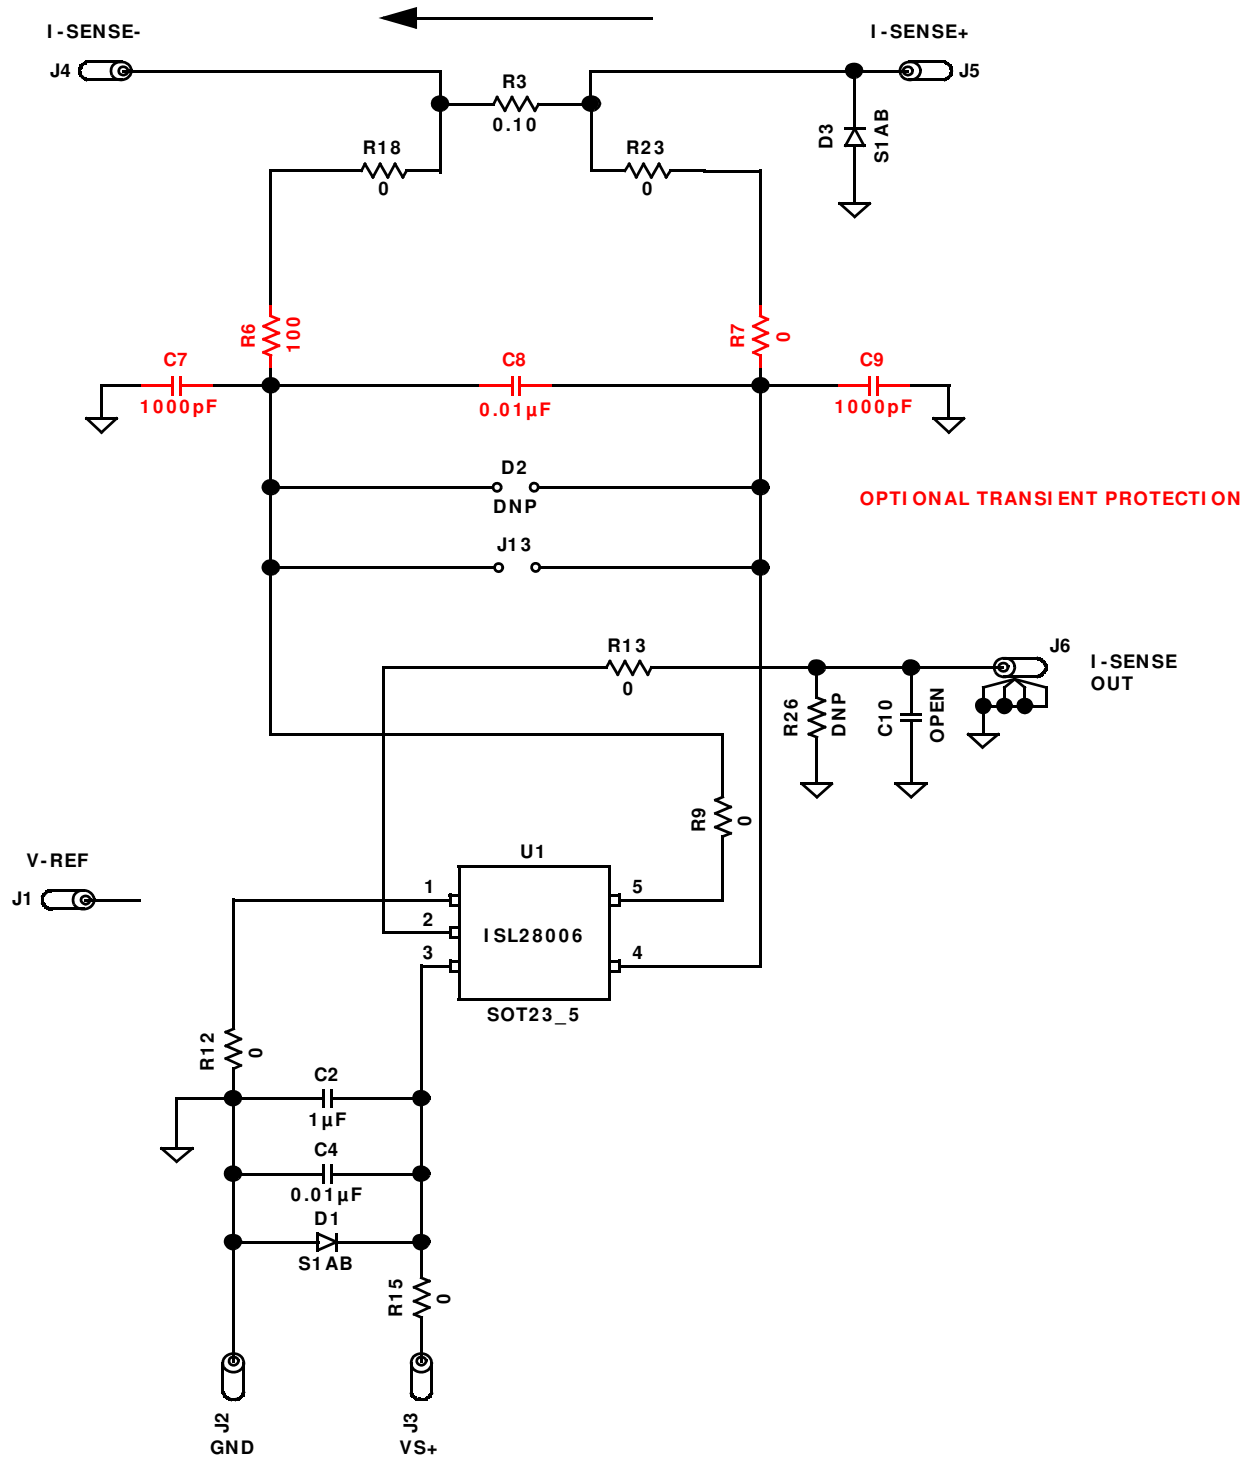 I-SENSE-
I-SENSE+
J4
J5
R3
0.10
D3
S1AB
R18
0
R23
0
R6
100
R7
0
C7
1000pF
C8
0.01µF
C9
1000pF
D2
DNP
OPTIONAL TRANSIENT PROTECTION
J13
R13
0
J6
I-SENSE
OUT
R26
DNP
C10
OPEN
R9
0
V-REF
J1
U1
1
2
3
5
4
ISL28006
SOT23_5
R12
0
C2
1µF
C4
0.01µF
D1
S1AB
R15
0
J2
GND
J3
VS+